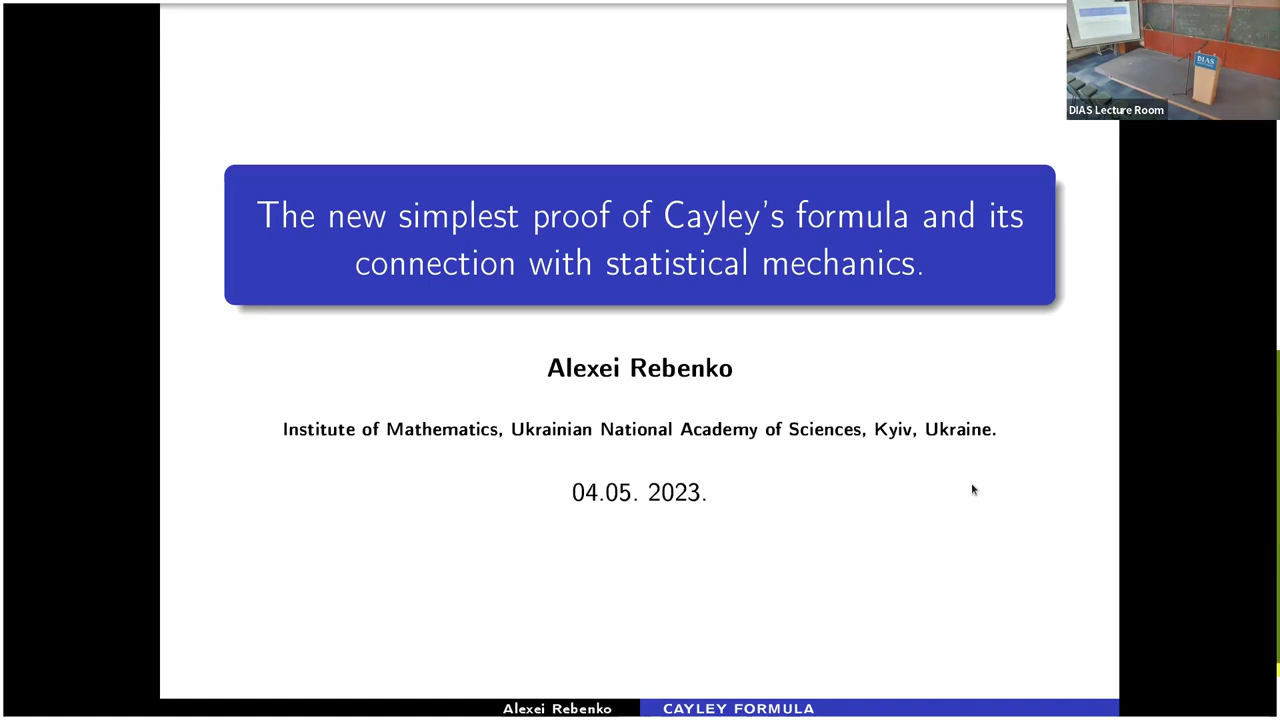 DIAS
DIAS Lecture Room
The new simplest proof of Cayley's formula and its
connection with statistical mechanics.
Alexei Rebenko
Institute of Mathematics, Ukrainian National Academy of Sciences, Kyiv, Ukraine.
04.05. 2023.
Alexei Rebenko
CAYLEY FORMULA